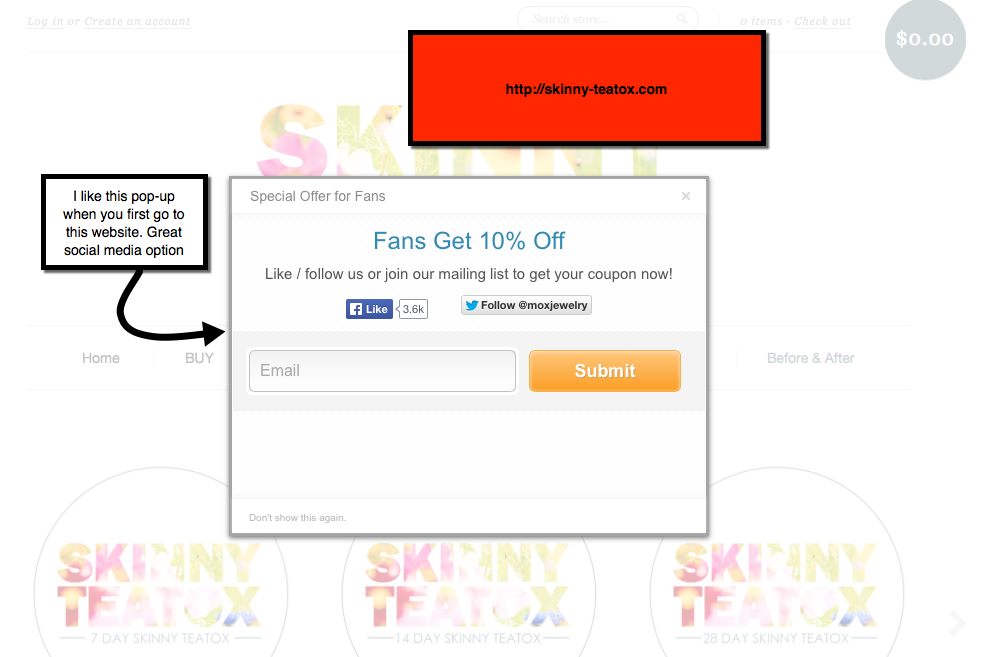 Log in or Create an account
Search store...
0 items · Check out
$0.00
http://skinny-teatox.com
SKINNY
I like this pop-up
when you first go to
this website. Great
social media option
Special Offer for Fans
×
Fans Get 10% Off
Like / follow us or join our mailing list to get your coupon now!
Like
3.6k
Follow @moxjewelry
Home
BUY
Before & After
Email
Submit
Don't show this again.
SKINNY
TEATOX
7 DAY SKINNY TEATOX
SKINNY
TEATOX
14 DAY SKINNY TEATOX
SKINNY
TEATOX
28 DAY SKINNY TEATOX